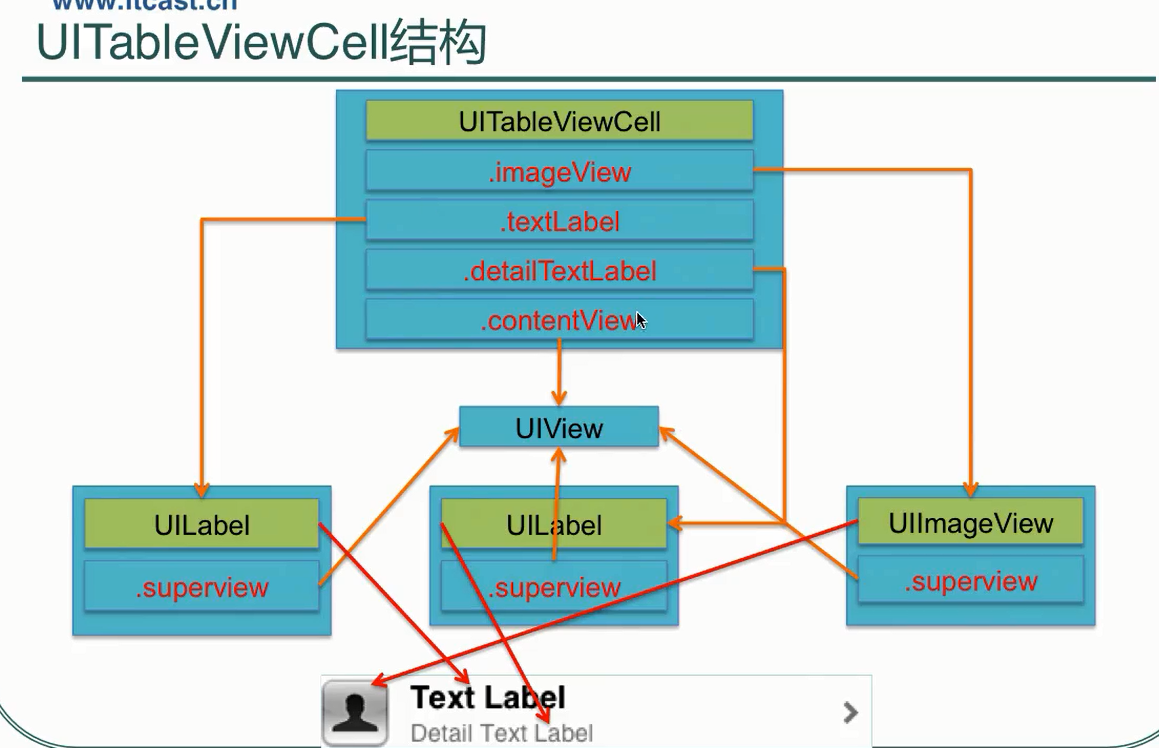 www.itcast.cn
UITableViewCell结构
UITableViewCell
.imageView
.textLabel
.detailTextLabel
.contentView
UIView
UILabel
.superview
UILabel
.superview
UIImageView
.superview
Text Label
Detail Text Label